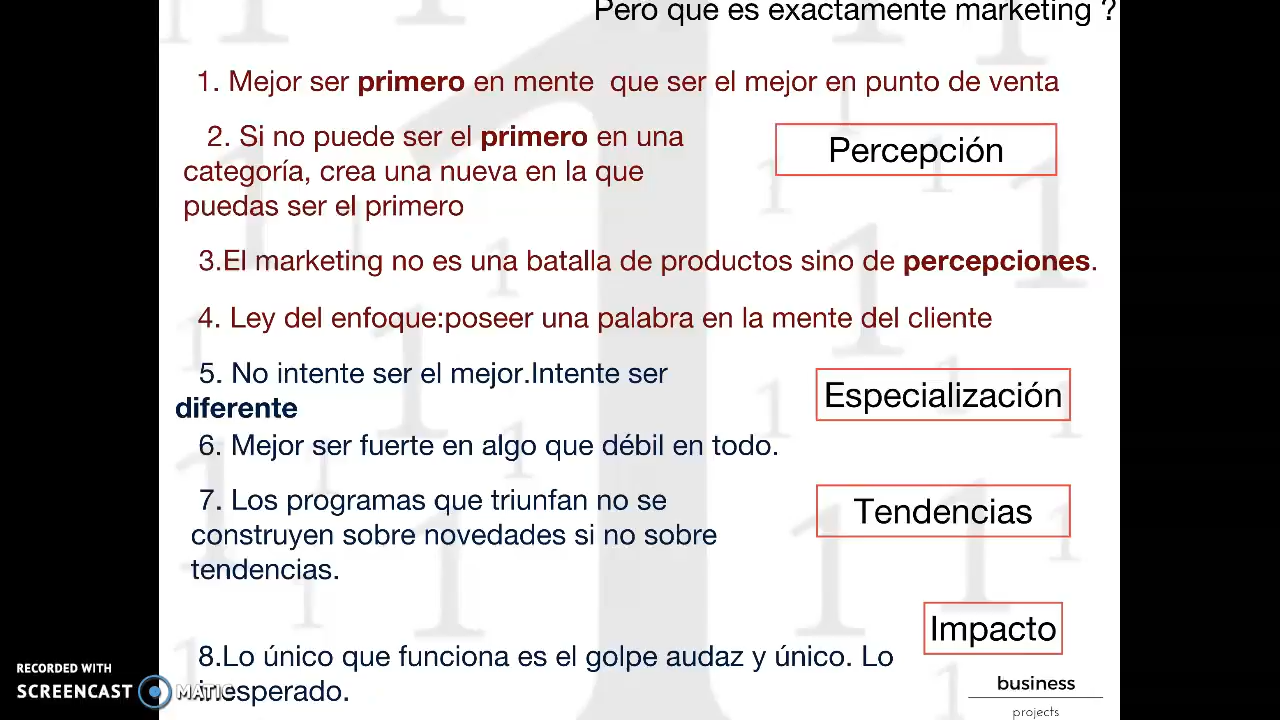 Pero que es exactamente marketing ?
1. Mejor ser primero en mente que ser el mejor en punto de venta
2. Si no puede ser el primero en una
categoría, crea una nueva en la que
puedas ser el primero
Percepción
3.El marketing no es una batalla de productos sino de percepciones.
4. Ley del enfoque:poseer una palabra en la mente del cliente
5. No intente ser el mejor.Intente ser
diferente
Especialización
6. Mejor ser fuerte en algo que débil en todo.
7. Los programas que triunfan no se
construyen sobre novedades si no sobre
tendencias.
Tendencias
Impacto
8.Lo único que funciona es el golpe audaz y único. Lo
inesperado.
business
projects
RECORDED WITH
SCREENCAST MATIC